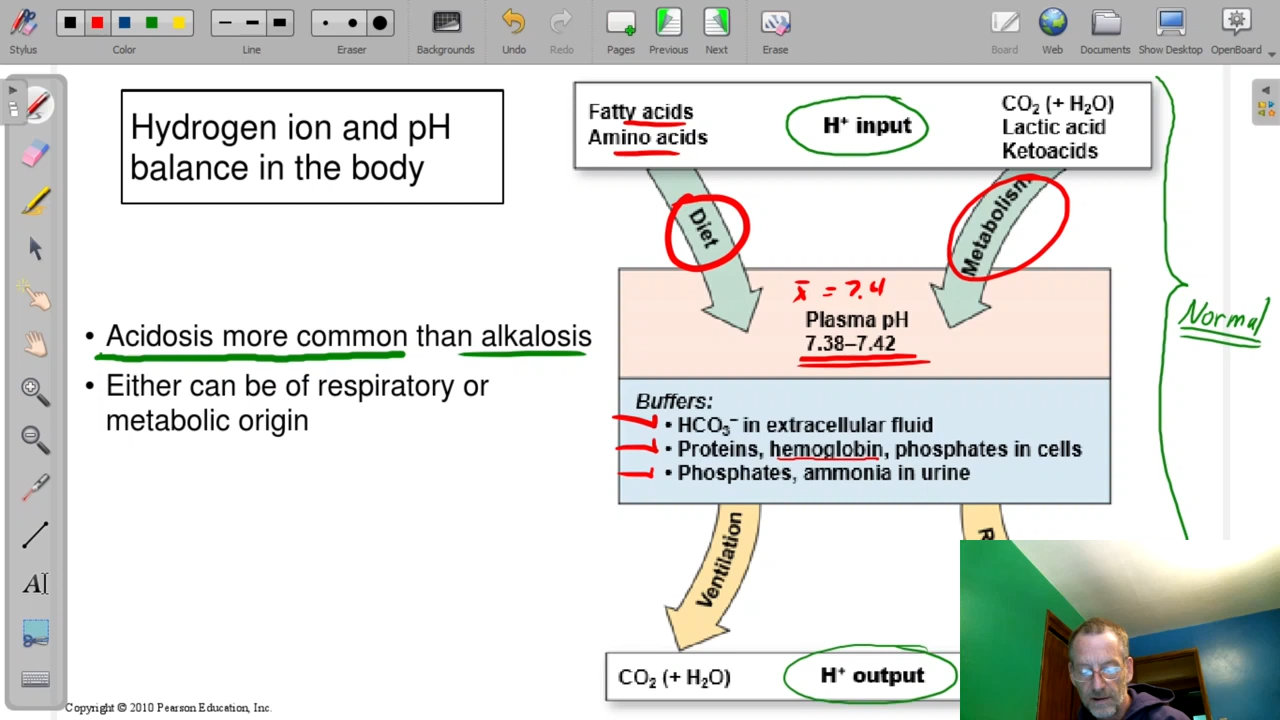 Stylus
Color
Line
Eraser
Backgrounds
Undo
Redo
Pages
Previous
Next
Erase
Board
Web
Documents
Show Desktop
OpenBoard
Hydrogen ion and pH
balance in the body
• Acidosis more common than alkalosis
• Either can be of respiratory or
metabolic origin
Fatty acids
Amino acids
H⁺ input
CO₂ (+ H₂O)
Lactic acid
Ketoacids
Diet
Metabolism
x̄ = 7.4
Plasma pH
7.38–7.42
Normal
Buffers:
• HCO₃⁻ in extracellular fluid
• Proteins, hemoglobin, phosphates in cells
• Phosphates, ammonia in urine
Ventilation
CO₂ (+ H₂O)
H⁺ output
Copyright © 2010 Pearson Education, Inc.